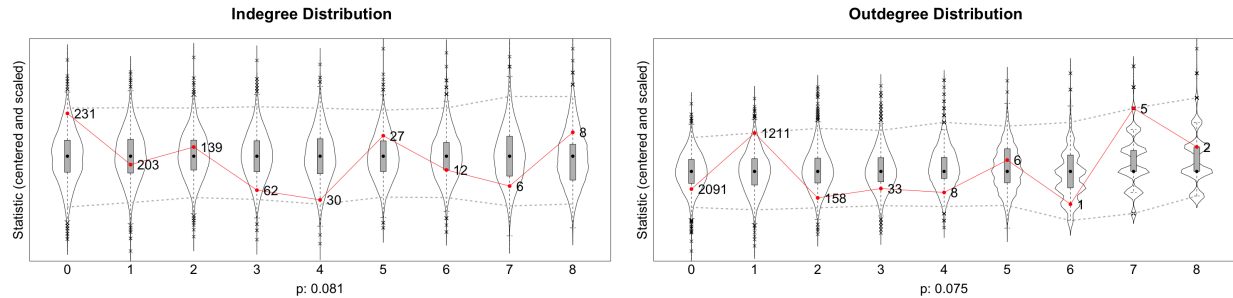 Indegree Distribution
Statistic (centered and scaled)
231
203
139
62
30
27
12
6
8
0 1 2 3 4 5 6 7 8
p: 0.081
Outdegree Distribution
Statistic (centered and scaled)
2091
1211
158
33
8
6
1
5
2
0 1 2 3 4 5 6 7 8
p: 0.075